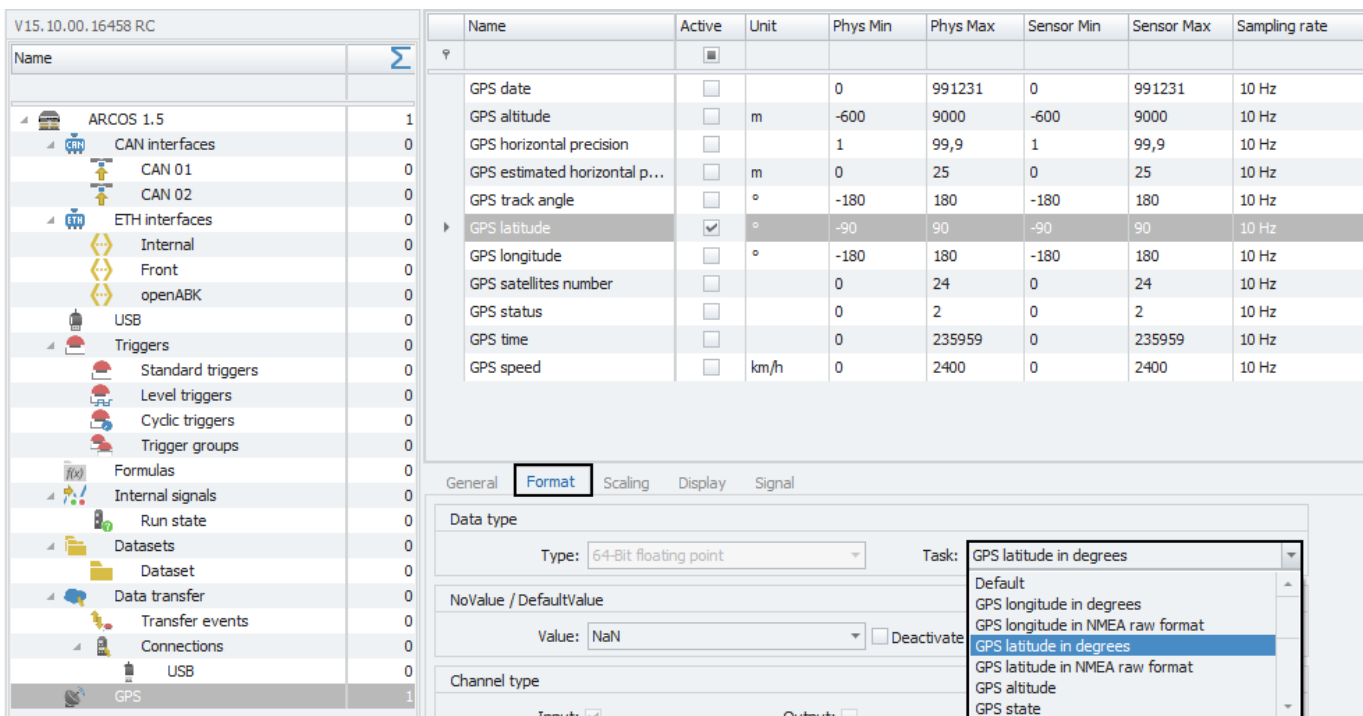 V15.10.00.16458 RC
Name Σ
ARCOS 1.5 1
CAN interfaces 0
CAN 01 0
CAN 02 0
ETH interfaces 0
Internal 0
Front 0
openABK 0
USB 0
Triggers 0
Standard triggers 0
Level triggers 0
Cyclic triggers 0
Trigger groups 0
Formulas 0
Internal signals 0
Run state 0
Datasets 0
Dataset 0
Data transfer 0
Transfer events 0
Connections 0
USB 0
GPS 1
Name Active Unit Phys Min Phys Max Sensor Min Sensor Max Sampling rate
GPS date 0 991231 0 991231 10 Hz
GPS altitude m -600 9000 -600 9000 10 Hz
GPS horizontal precision 1 99,9 1 99,9 10 Hz
GPS estimated horizontal p... m 0 25 0 25 10 Hz
GPS track angle ° -180 180 -180 180 10 Hz
GPS latitude ° -90 90 -90 90 10 Hz
GPS longitude ° -180 180 -180 180 10 Hz
GPS satellites number 0 24 0 24 10 Hz
GPS status 0 2 0 2 10 Hz
GPS time 0 235959 0 235959 10 Hz
GPS speed km/h 0 2400 0 2400 10 Hz
General Format Scaling Display Signal
Data type
Type: 64-Bit floating point Task: GPS latitude in degrees
Default
GPS longitude in degrees
GPS longitude in NMEA raw format
GPS latitude in degrees
GPS latitude in NMEA raw format
GPS altitude
GPS state
NoValue / DefaultValue
Value: NaN Deactivate
Channel type
Input: Output:
CAN
ETH
f(x)